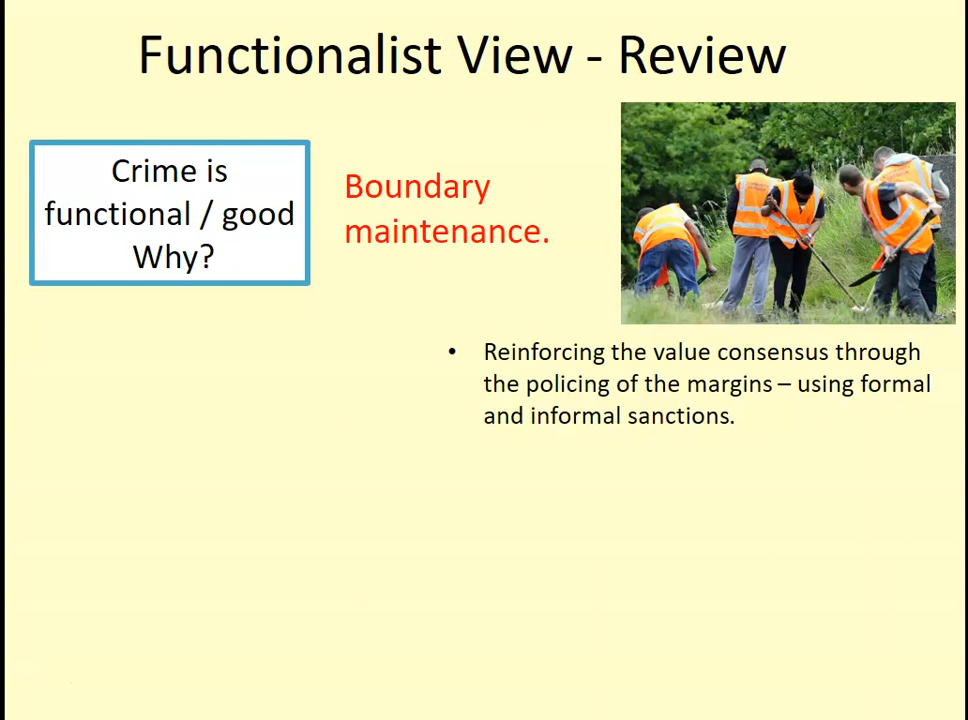 Functionalist View - Review
Crime is
functional / good
Why?
Boundary
maintenance.
• Reinforcing the value consensus through
the policing of the margins – using formal
and informal sanctions.